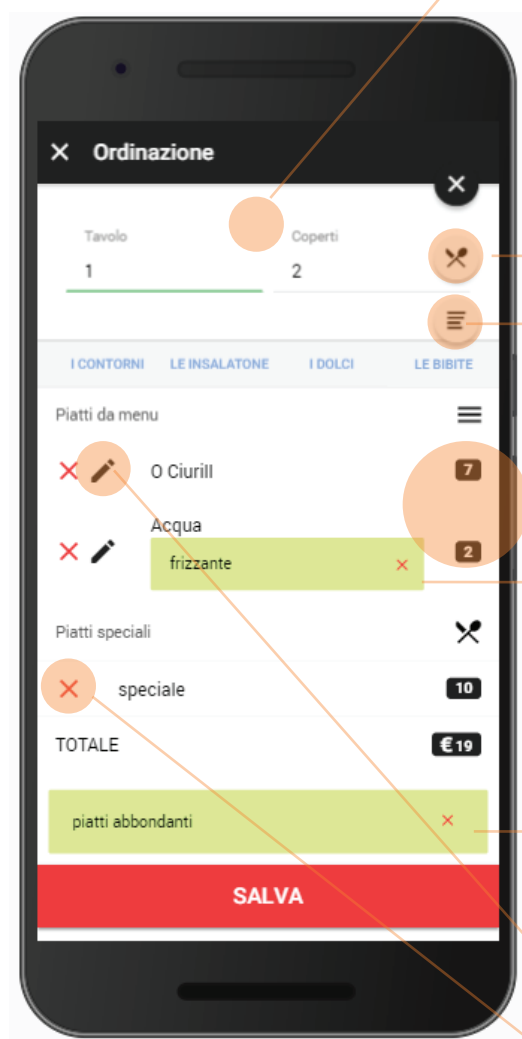 Ordinazione
Tavolo Coperti
1 2
I CONTORNI LE INSALATONE I DOLCI LE BIBITE
Piatti da menu
O Ciurill 7
Acqua
frizzante 2
Piatti speciali
speciale 10
TOTALE € 19
piatti abbondanti
SALVA